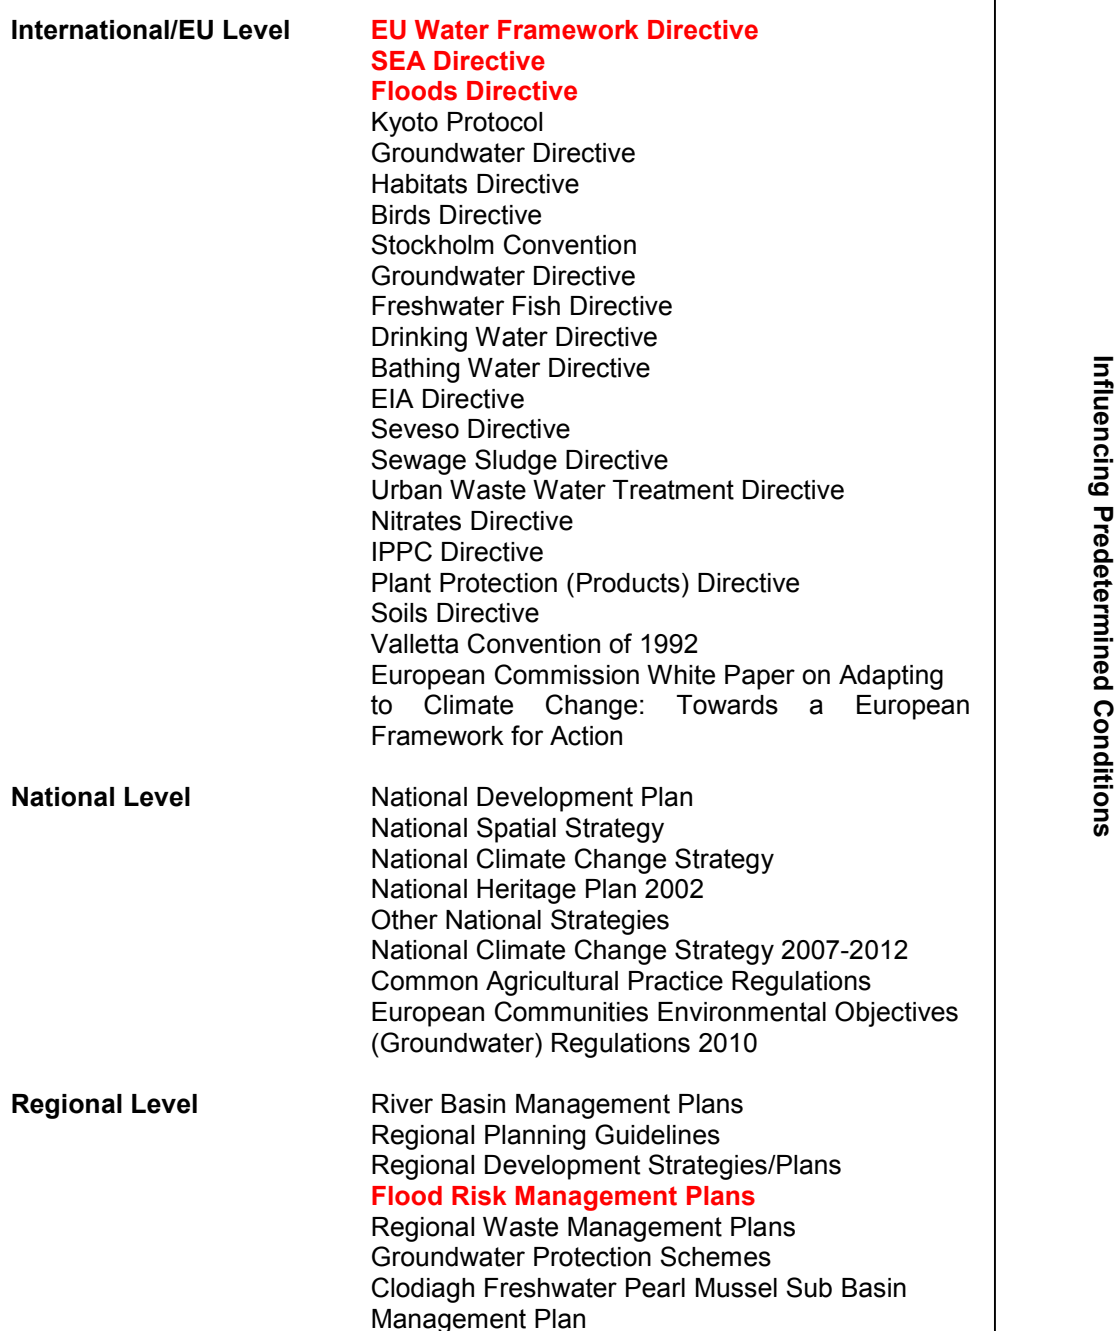 International/EU Level EU Water Framework Directive
SEA Directive
Floods Directive
Kyoto Protocol
Groundwater Directive
Habitats Directive
Birds Directive
Stockholm Convention
Groundwater Directive
Freshwater Fish Directive
Drinking Water Directive
Bathing Water Directive
EIA Directive
Seveso Directive
Sewage Sludge Directive
Urban Waste Water Treatment Directive
Nitrates Directive
IPPC Directive
Plant Protection (Products) Directive
Soils Directive
Valletta Convention of 1992
European Commission White Paper on Adapting
to Climate Change: Towards a European
Framework for Action
National Level National Development Plan
National Spatial Strategy
National Climate Change Strategy
National Heritage Plan 2002
Other National Strategies
National Climate Change Strategy 2007-2012
Common Agricultural Practice Regulations
European Communities Environmental Objectives
(Groundwater) Regulations 2010
Regional Level River Basin Management Plans
Regional Planning Guidelines
Regional Development Strategies/Plans
Flood Risk Management Plans
Regional Waste Management Plans
Groundwater Protection Schemes
Clodiagh Freshwater Pearl Mussel Sub Basin
Management Plan
Influencing Predetermined Conditions